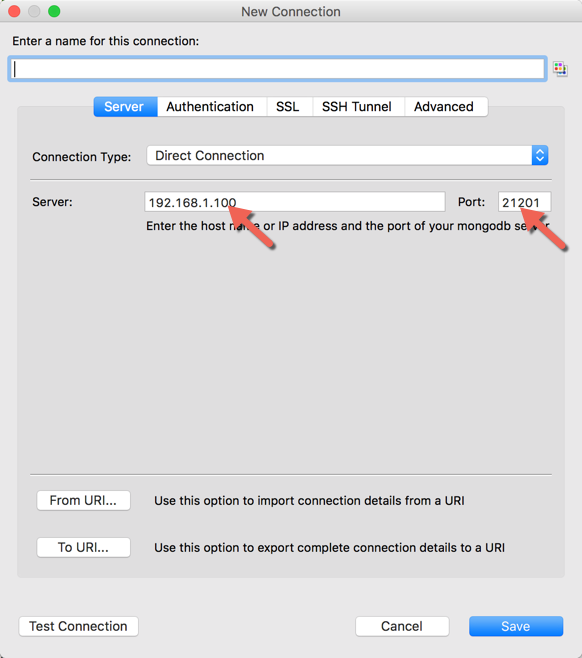 New Connection
Enter a name for this connection:
Server Authentication SSL SSH Tunnel Advanced
Connection Type: Direct Connection
Server: 192.168.1.100 Port: 21201
Enter the host name or IP address and the port of your mongodb server
From URI... Use this option to import connection details from a URI
To URI... Use this option to export complete connection details to a URI
Test Connection Cancel Save